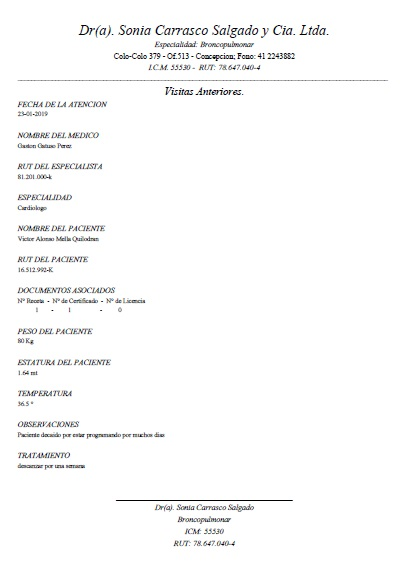 Dr(a). Sonia Carrasco Salgado y Cia. Ltda.
Especialidad: Broncopulmonar
Colo-Colo 379 - Of.513 - Concepcion; Fono: 41 2243882
I.C.M. 55530 - RUT: 78.647.040-4
Visitas Anteriores.
FECHA DE LA ATENCION
23-01-2019
NOMBRE DEL MEDICO
Gaston Gatuso Perez
RUT DEL ESPECIALISTA
81.201.000-k
ESPECIALIDAD
Cardiologo
NOMBRE DEL PACIENTE
Victor Alonso Mella Quilodran
RUT DEL PACIENTE
16.512.992-K
DOCUMENTOS ASOCIADOS
Nº Receta - Nº de Certificado - Nº de Licencia
1 - 1 - 0
PESO DEL PACIENTE
80 Kg
ESTATURA DEL PACIENTE
1.64 mt
TEMPERATURA
36.5 º
OBSERVACIONES
Paciente decaido por estar programando por muchos dias
TRATAMIENTO
descanzar por una semana
Dr(a). Sonia Carrasco Salgado
Broncopulmonar
ICM: 55530
RUT: 78.647.040-4